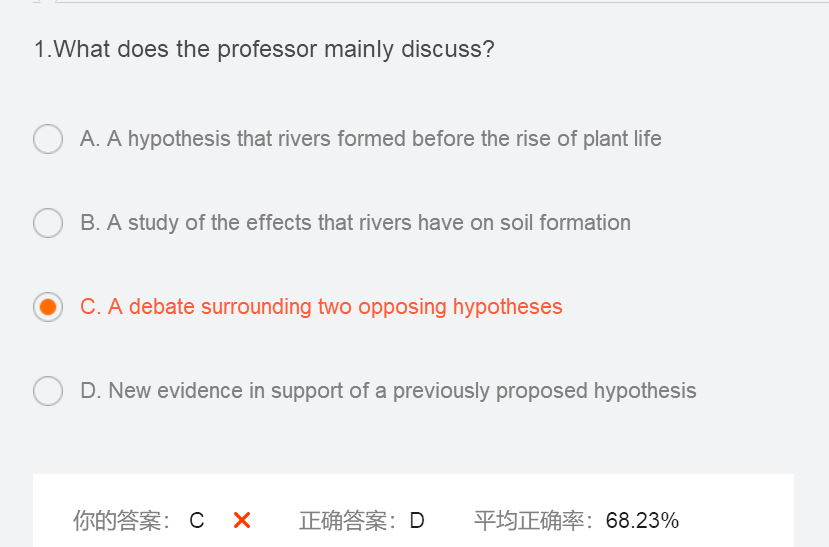 1.What does the professor mainly discuss?
A. A hypothesis that rivers formed before the rise of plant life
B. A study of the effects that rivers have on soil formation
C. A debate surrounding two opposing hypotheses
D. New evidence in support of a previously proposed hypothesis
你的答案： C 正确答案：D 平均正确率：68.23%